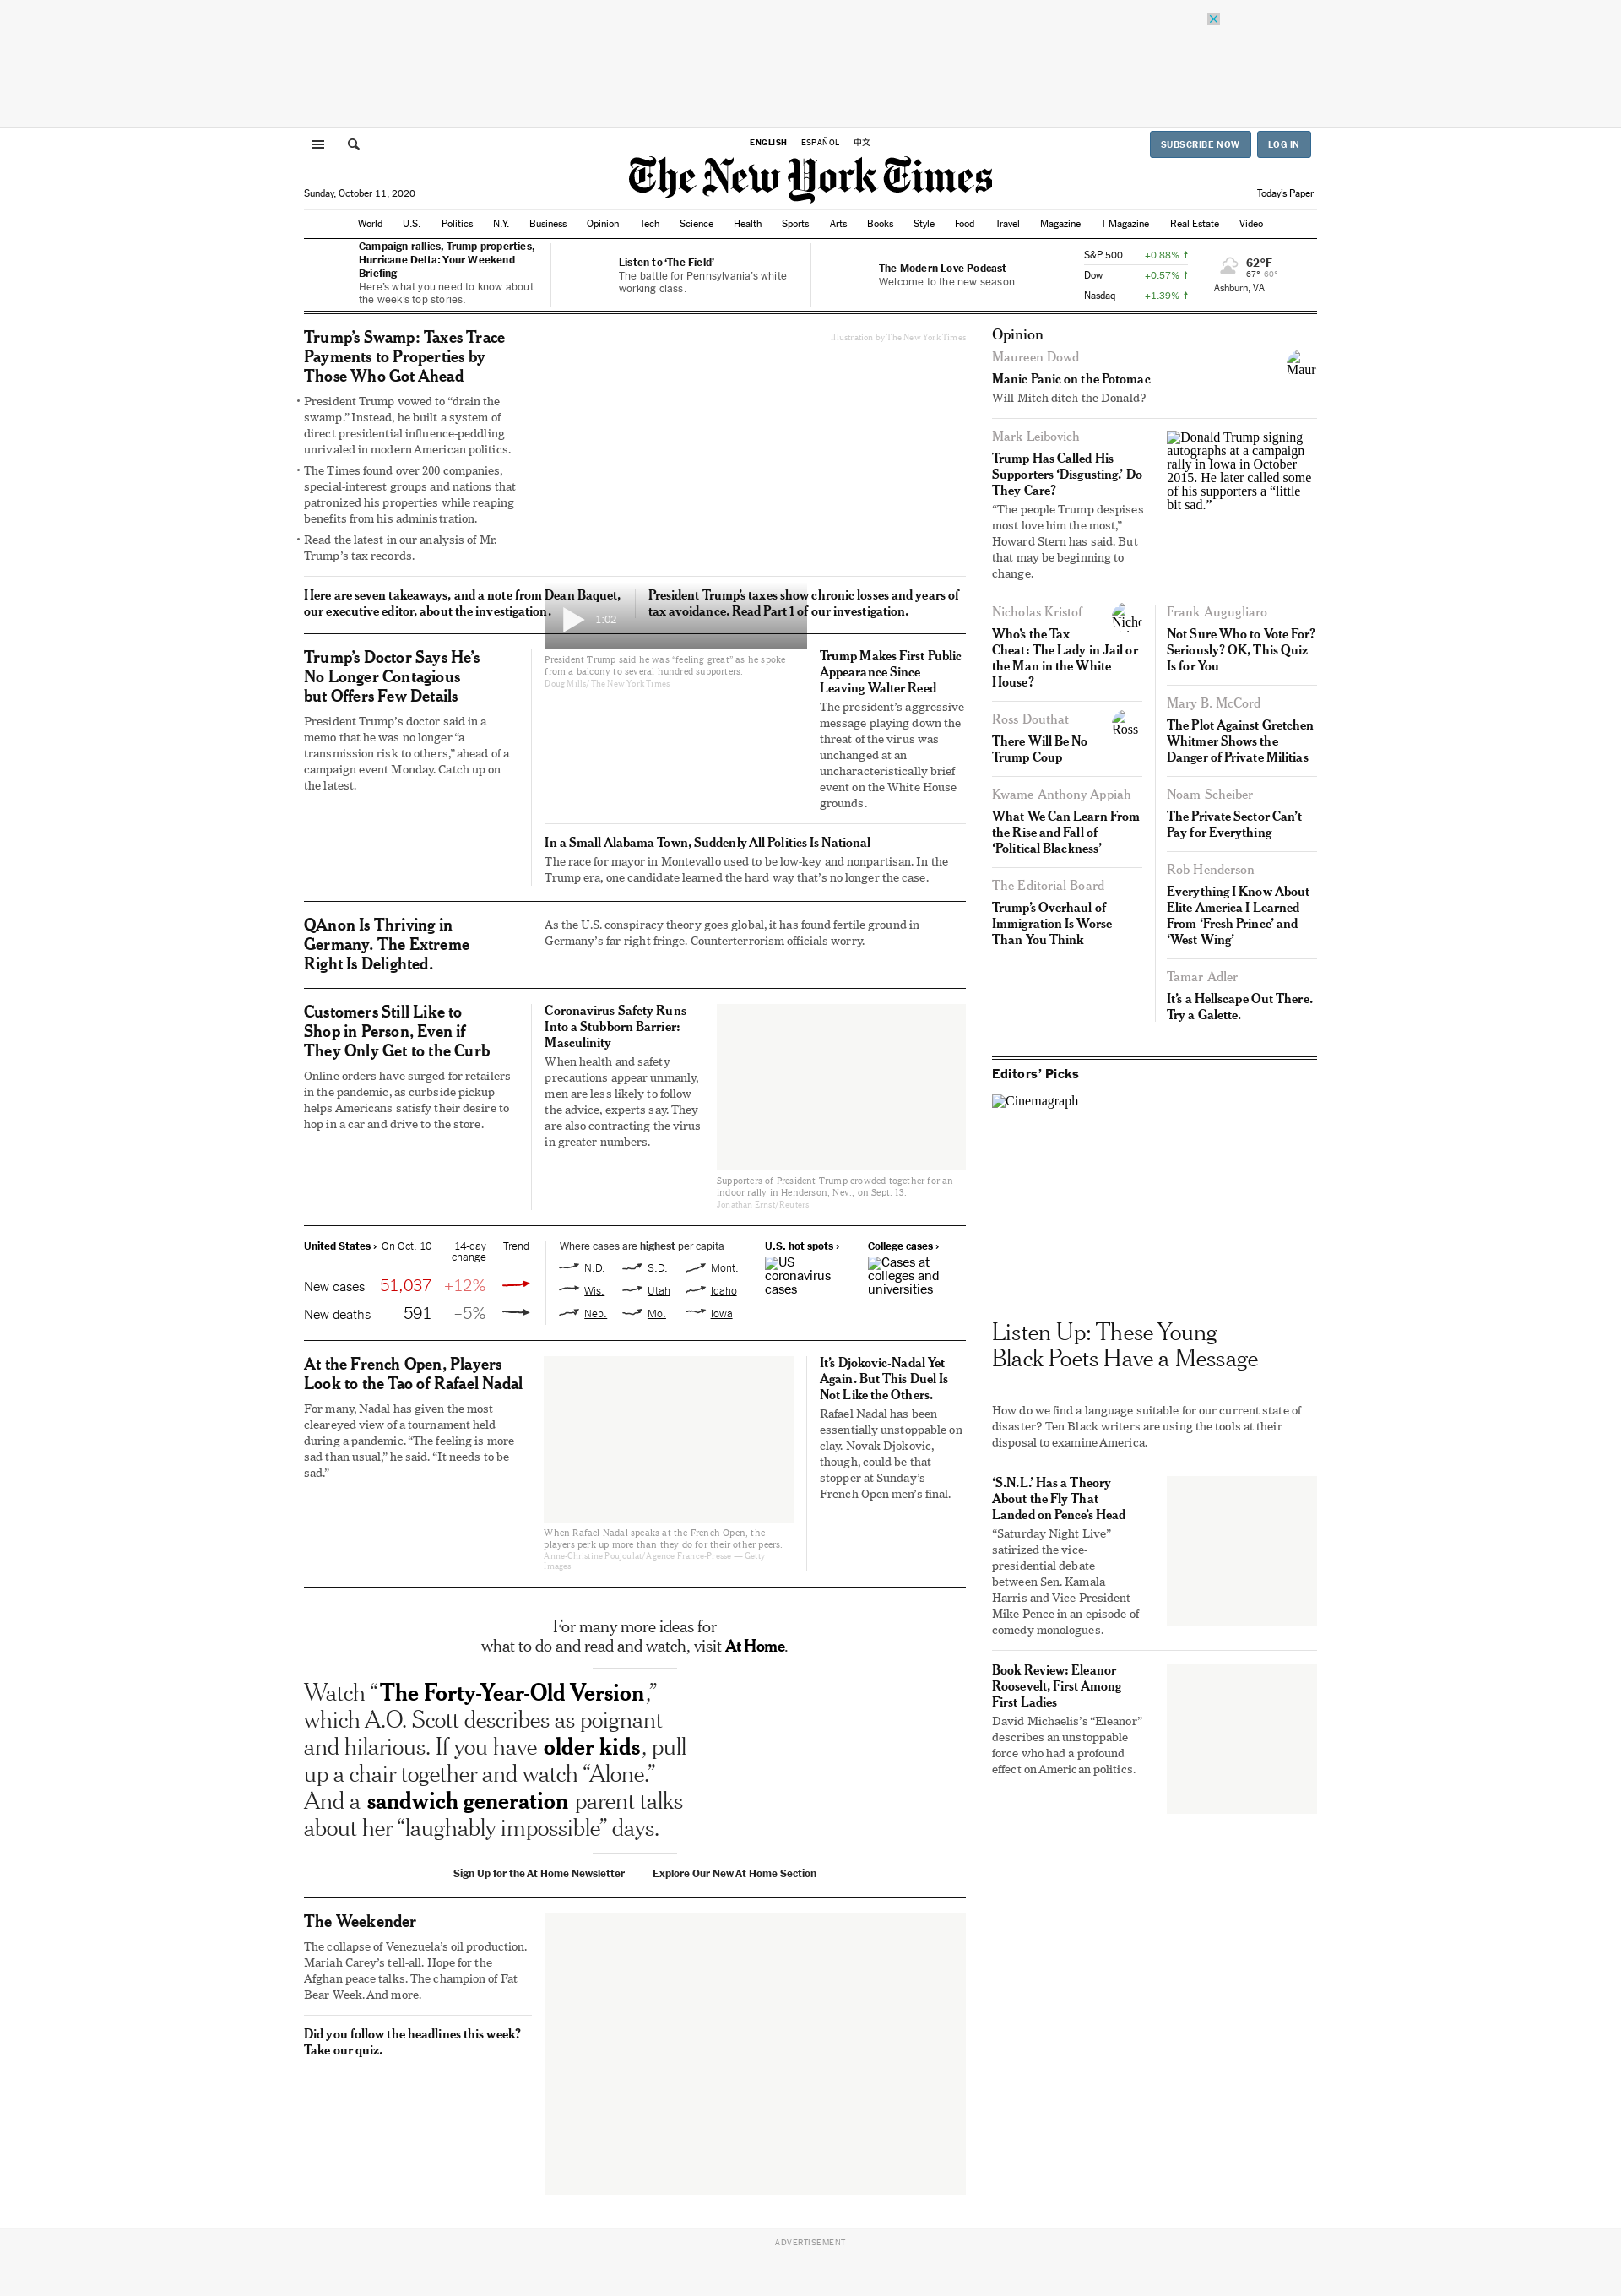 ENGLISH ESPAÑOL 中文
SUBSCRIBE NOW
LOG IN
The New York Times
Sunday, October 11, 2020
Today's Paper
World U.S. Politics N.Y. Business Opinion Tech Science Health Sports Arts Books Style Food Travel Magazine T Magazine Real Estate Video
Campaign rallies, Trump properties,
Hurricane Delta: Your Weekend
Briefing
Here's what you need to know about
the week's top stories.
Listen to ‘The Field’
The battle for Pennsylvania's white
working class.
The Modern Love Podcast
Welcome to the new season.
S&P 500 +0.88% ↑
Dow +0.57% ↑
Nasdaq +1.39% ↑
62°F
67° 60°
Ashburn, VA
Trump’s Swamp: Taxes Trace
Payments to Properties by
Those Who Got Ahead
• President Trump vowed to “drain the
swamp.” Instead, he built a system of
direct presidential influence-peddling
unrivaled in modern American politics.
• The Times found over 200 companies,
special-interest groups and nations that
patronized his properties while reaping
benefits from his administration.
• Read the latest in our analysis of Mr.
Trump’s tax records.
Illustration by The New York Times
Here are seven takeaways, and a note from Dean Baquet,
our executive editor, about the investigation.
President Trump’s taxes show chronic losses and years of
tax avoidance. Read Part 1 of our investigation.
1:02
Trump’s Doctor Says He’s
No Longer Contagious
but Offers Few Details
President Trump’s doctor said in a
memo that he was no longer “a
transmission risk to others,” ahead of a
campaign event Monday. Catch up on
the latest.
President Trump said he was “feeling great” as he spoke
from a balcony to several hundred supporters.
Doug Mills/The New York Times
Trump Makes First Public
Appearance Since
Leaving Walter Reed
The president’s aggressive
message playing down the
threat of the virus was
unchanged at an
uncharacteristically brief
event on the White House
grounds.
In a Small Alabama Town, Suddenly All Politics Is National
The race for mayor in Montevallo used to be low-key and nonpartisan. In the
Trump era, one candidate learned the hard way that’s no longer the case.
QAnon Is Thriving in
Germany. The Extreme
Right Is Delighted.
As the U.S. conspiracy theory goes global, it has found fertile ground in
Germany’s far-right fringe. Counterterrorism officials worry.
Customers Still Like to
Shop in Person, Even if
They Only Get to the Curb
Online orders have surged for retailers
in the pandemic, as curbside pickup
helps Americans satisfy their desire to
hop in a car and drive to the store.
Coronavirus Safety Runs
Into a Stubborn Barrier:
Masculinity
When health and safety
precautions appear unmanly,
men are less likely to follow
the advice, experts say. They
are also contracting the virus
in greater numbers.
Supporters of President Trump crowded together for an
indoor rally in Henderson, Nev., on Sept. 13.
Jonathan Ernst/Reuters
United States › On Oct. 10 14-day Trend
change
New cases 51,037 +12%
New deaths 591 –5%
Where cases are highest per capita
N.D. S.D. Mont.
Wis. Utah Idaho
Neb. Mo. Iowa
U.S. hot spots ›
US
coronavirus
cases
College cases ›
Cases at
colleges and
universities
At the French Open, Players
Look to the Tao of Rafael Nadal
For many, Nadal has given the most
cleareyed view of a tournament held
during a pandemic. “The feeling is more
sad than usual,” he said. “It needs to be
sad.”
When Rafael Nadal speaks at the French Open, the
players perk up more than they do for their other peers.
Anne-Christine Poujoulat/Agence France-Presse — Getty
Images
It’s Djokovic-Nadal Yet
Again. But This Duel Is
Not Like the Others.
Rafael Nadal has been
essentially unstoppable on
clay. Novak Djokovic,
though, could be that
stopper at Sunday’s
French Open men’s final.
For many more ideas for
what to do and read and watch, visit At Home.
Watch “The Forty-Year-Old Version,”
which A.O. Scott describes as poignant
and hilarious. If you have older kids, pull
up a chair together and watch “Alone.”
And a sandwich generation parent talks
about her “laughably impossible” days.
Sign Up for the At Home Newsletter
Explore Our New At Home Section
The Weekender
The collapse of Venezuela’s oil production.
Mariah Carey’s tell-all. Hope for the
Afghan peace talks. The champion of Fat
Bear Week. And more.
Did you follow the headlines this week?
Take our quiz.
Opinion
Maureen Dowd
Manic Panic on the Potomac
Will Mitch ditch the Donald?
Maur
Mark Leibovich
Trump Has Called His
Supporters ‘Disgusting.’ Do
They Care?
“The people Trump despises
most love him the most,”
Howard Stern has said. But
that may be beginning to
change.
Donald Trump signing
autographs at a campaign
rally in Iowa in October
2015. He later called some
of his supporters a “little
bit sad.”
Nicholas Kristof
Who’s the Tax
Cheat: The Lady in Jail or
the Man in the White
House?
Ross Douthat
There Will Be No
Trump Coup
Ross
Kwame Anthony Appiah
What We Can Learn From
the Rise and Fall of
‘Political Blackness’
The Editorial Board
Trump’s Overhaul of
Immigration Is Worse
Than You Think
Frank Augugliaro
Not Sure Who to Vote For?
Seriously? OK, This Quiz
Is for You
Mary B. McCord
The Plot Against Gretchen
Whitmer Shows the
Danger of Private Militias
Noam Scheiber
The Private Sector Can’t
Pay for Everything
Rob Henderson
Everything I Know About
Elite America I Learned
From ‘Fresh Prince’ and
‘West Wing’
Tamar Adler
It’s a Hellscape Out There.
Try a Galette.
Editors’ Picks
Cinemagraph
Listen Up: These Young
Black Poets Have a Message
How do we find a language suitable for our current state of
disaster? Ten Black writers are using the tools at their
disposal to examine America.
‘S.N.L.’ Has a Theory
About the Fly That
Landed on Pence’s Head
“Saturday Night Live”
satirized the vice-
presidential debate
between Sen. Kamala
Harris and Vice President
Mike Pence in an episode of
comedy monologues.
Book Review: Eleanor
Roosevelt, First Among
First Ladies
David Michaelis’s “Eleanor”
describes an unstoppable
force who had a profound
effect on American politics.
ADVERTISEMENT